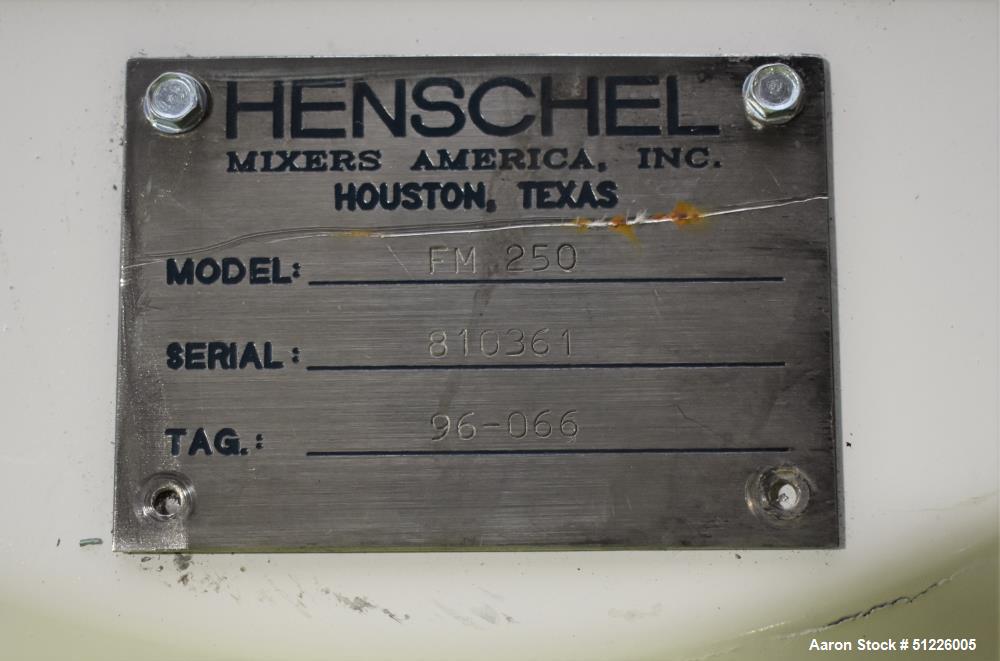 HENSCHEL
MIXERS AMERICA, INC.
HOUSTON, TEXAS
MODEL: FM 250
SERIAL: 810361
TAG.: 96-066
Aaron Stock # 51226005